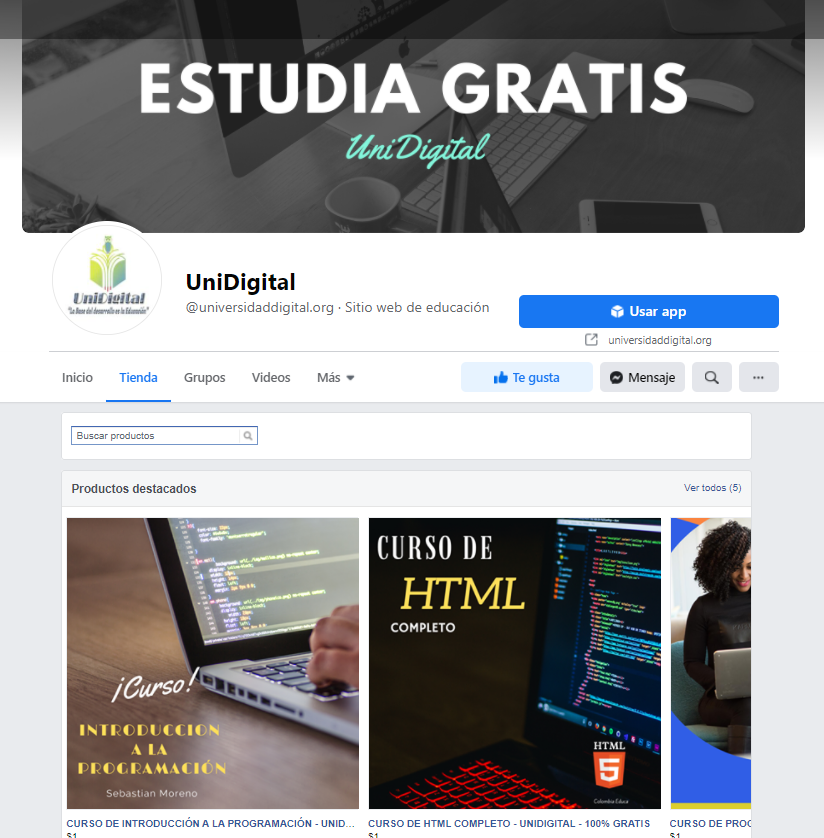 ESTUDIA GRATIS
UniDigital
UniDigital
"La Base del desarrollo en la Educación"
UniDigital
@universidaddigital.org · Sitio web de educación
Usar app
universidaddigital.org
Inicio
Tienda
Grupos
Videos
Más
Te gusta
Mensaje
Buscar productos
Productos destacados
Ver todos (5)
¡Curso!
INTRODUCCION
A LA
PROGRAMACIÓN
Sebastian Moreno
CURSO DE
HTML
COMPLETO
HTML
5
Colombia Educa
CURSO DE INTRODUCCIÓN A LA PROGRAMACIÓN - UNID...
$1
CURSO DE HTML COMPLETO - UNIDIGITAL - 100% GRATIS
$1
CURSO DE PROG
$1